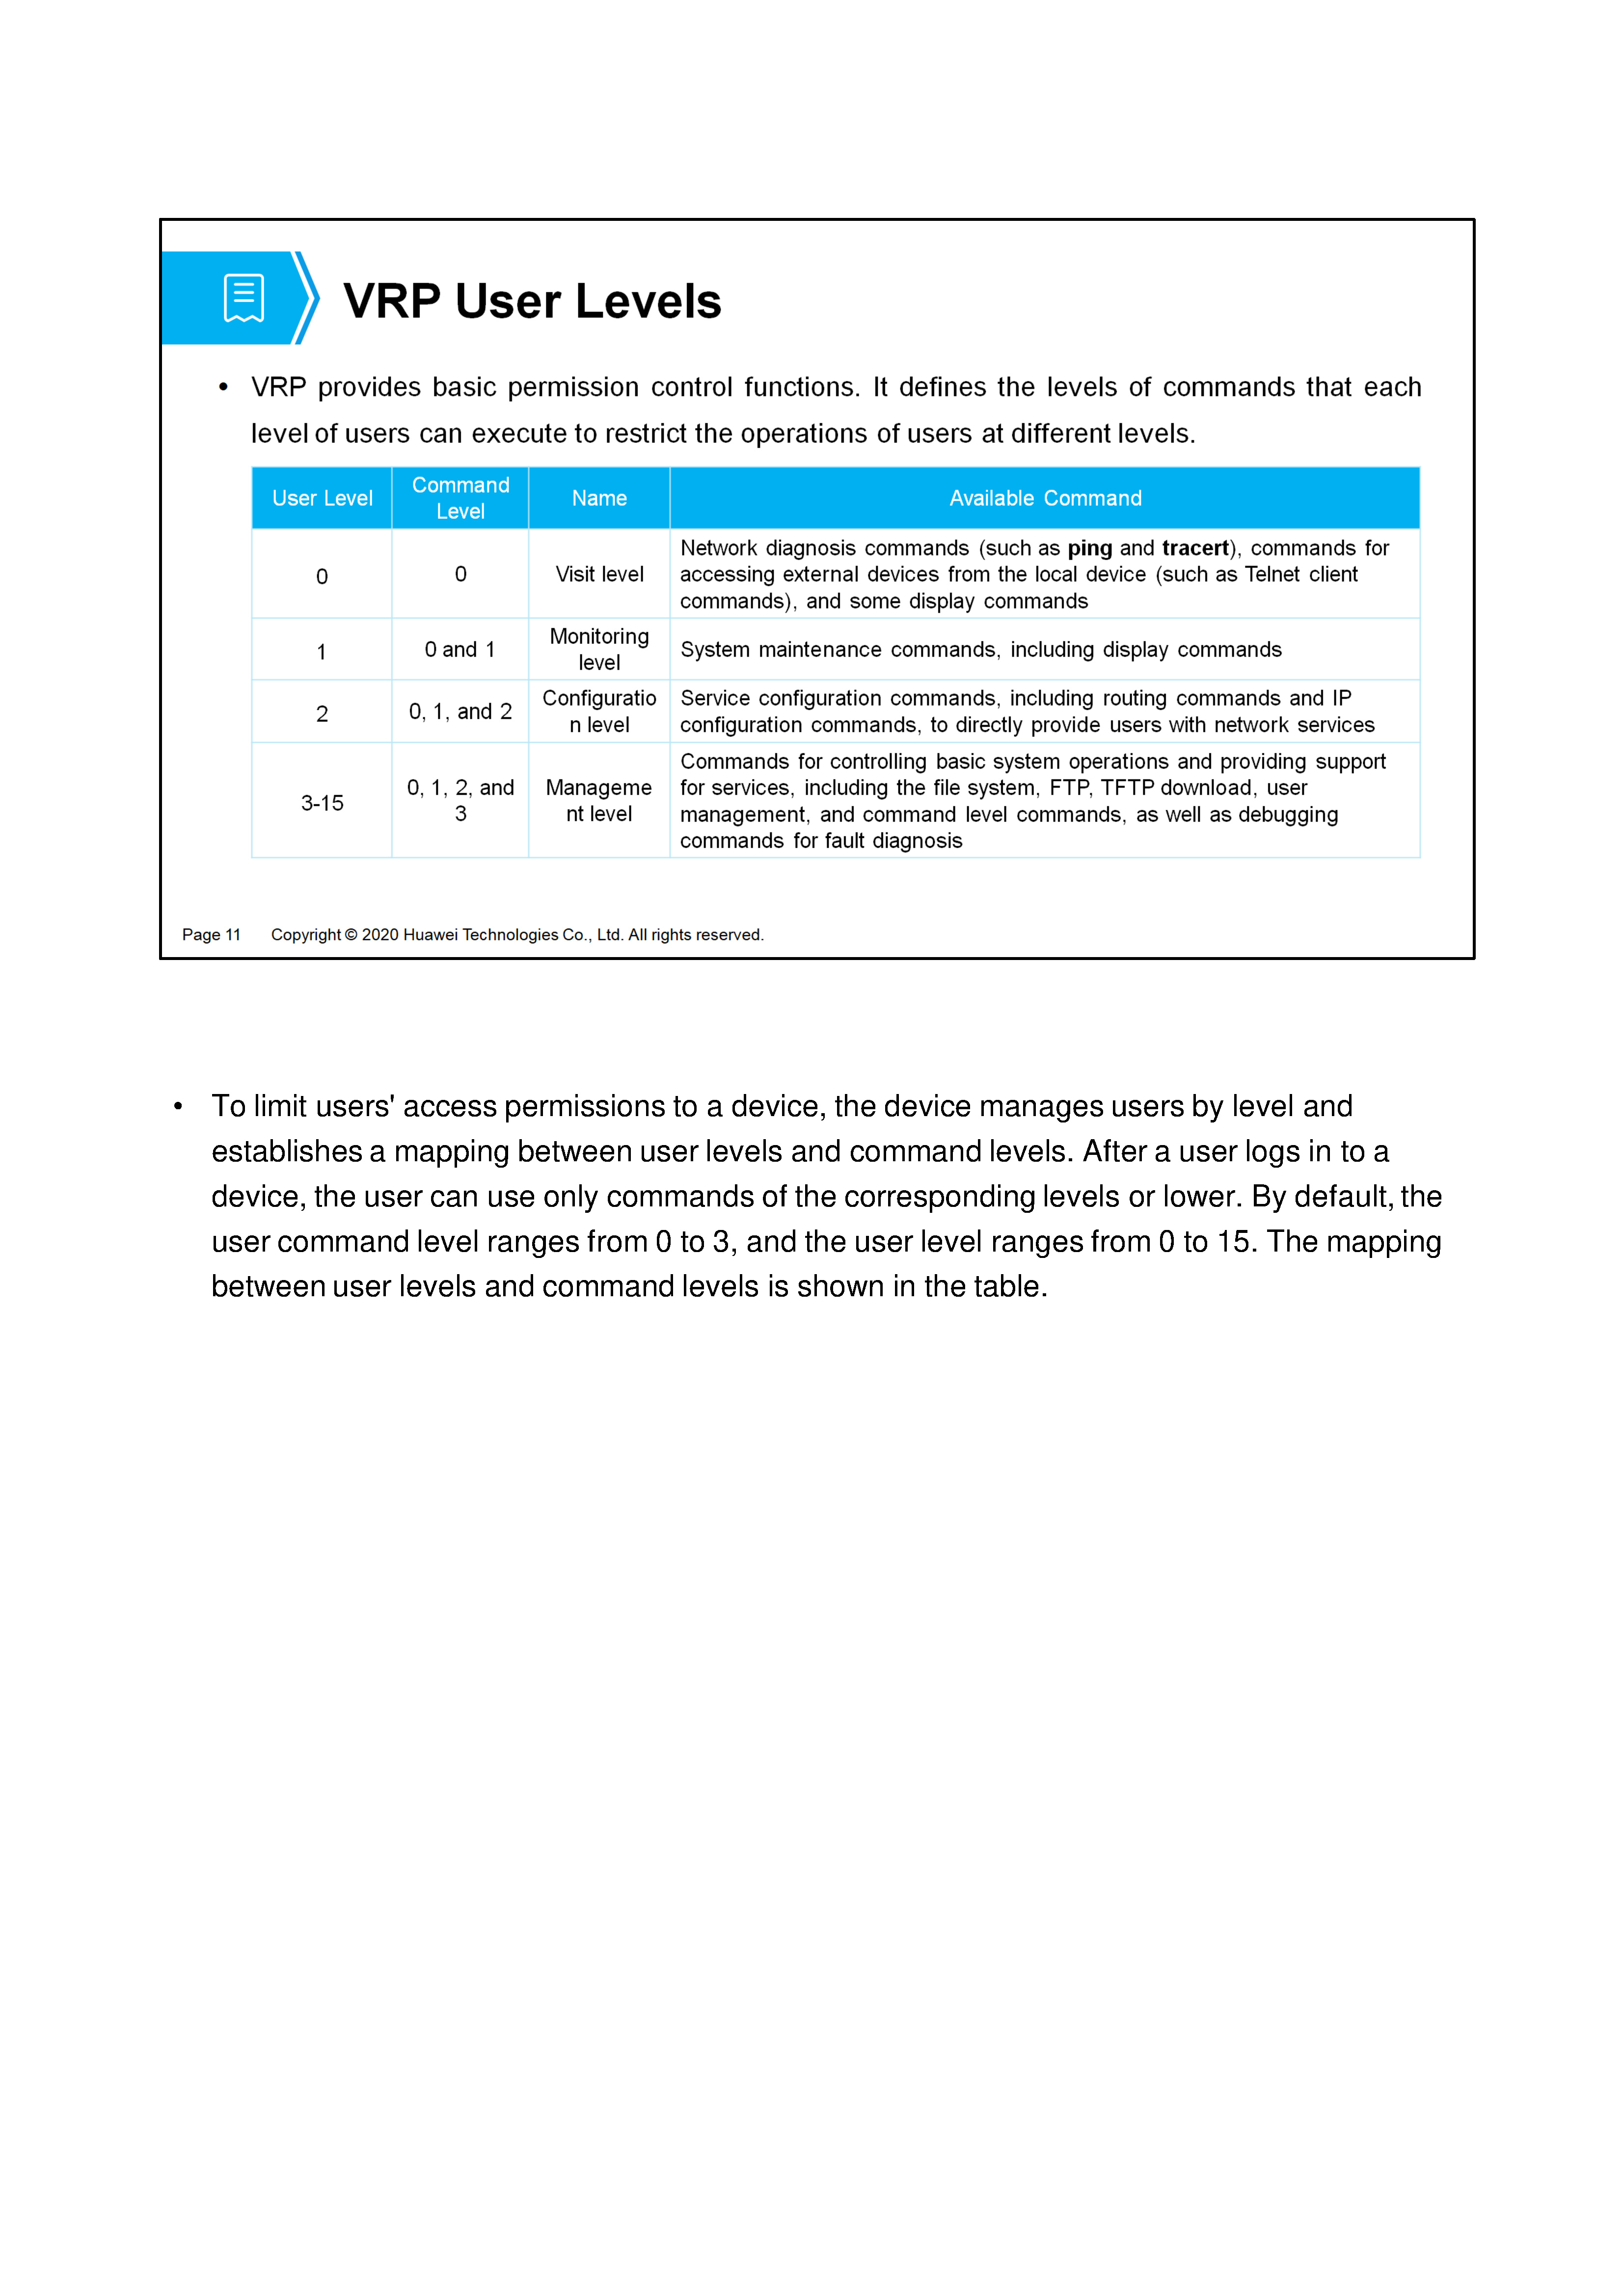 VRP User Levels
• VRP provides basic permission control functions. It defines the levels of commands that each
level of users can execute to restrict the operations of users at different levels.
User Level
Command
Level
Name
Available Command
0
0
Visit level
Network diagnosis commands (such as ping and tracert), commands for
accessing external devices from the local device (such as Telnet client
commands), and some display commands
1
0 and 1
Monitoring
level
System maintenance commands, including display commands
2
0, 1, and 2
Configuratio
n level
Service configuration commands, including routing commands and IP
configuration commands, to directly provide users with network services
3-15
0, 1, 2, and
3
Manageme
nt level
Commands for controlling basic system operations and providing support
for services, including the file system, FTP, TFTP download, user
management, and command level commands, as well as debugging
commands for fault diagnosis
Page 11 Copyright © 2020 Huawei Technologies Co., Ltd. All rights reserved.
• To limit users' access permissions to a device, the device manages users by level and
establishes a mapping between user levels and command levels. After a user logs in to a
device, the user can use only commands of the corresponding levels or lower. By default, the
user command level ranges from 0 to 3, and the user level ranges from 0 to 15. The mapping
between user levels and command levels is shown in the table.